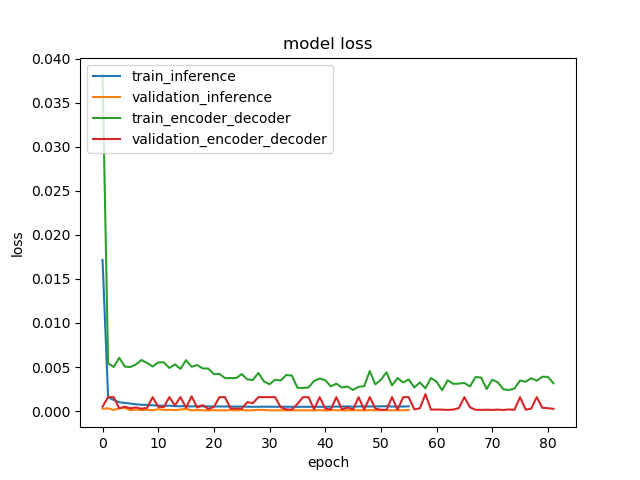 model loss
0.040
0.035
0.030
0.025
0.020
0.015
0.010
0.005
0.000
loss
train_inference
validation_inference
train_encoder_decoder
validation_encoder_decoder
0 10 20 30 40 50 60 70 80
epoch